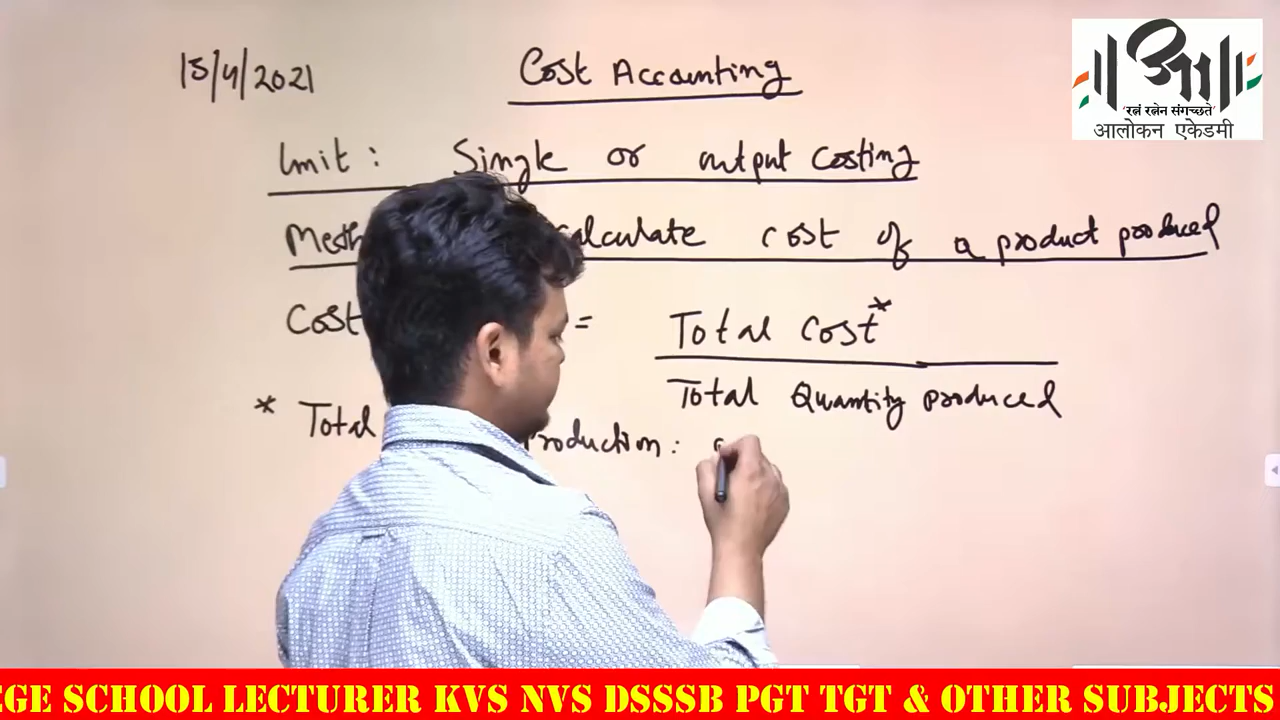 15/4/2021
Cost Accounting
Unit : Single or output Costing
Meth calculate cost of a product produced
Cost = Total Cost*
Total Quantity produced
* Total production :
'रत्नं रत्नेन संगच्छते'
आलोकन एकेडमी
EGE SCHOOL LECTURER KVS NVS DSSSB PGT TGT & OTHER SUBJECTS